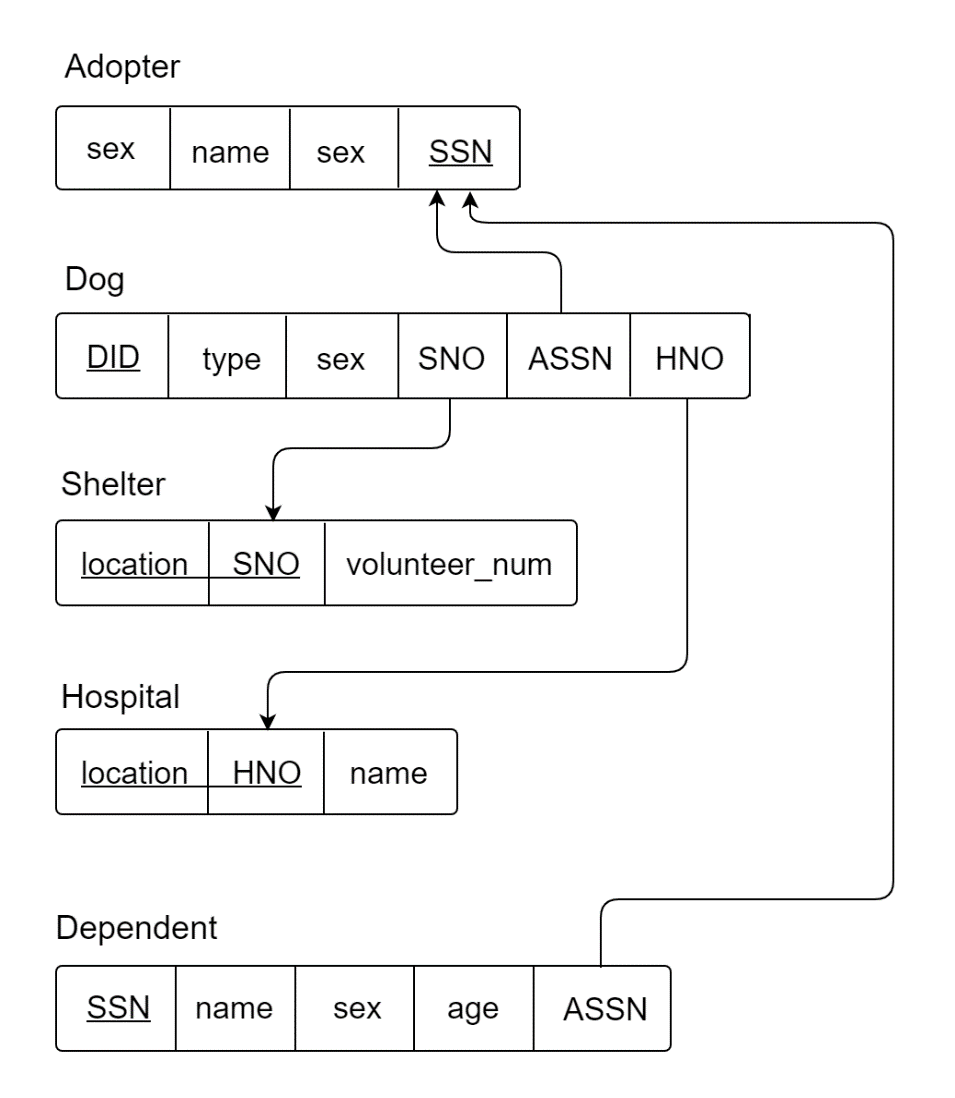 Adopter
sex name sex SSN
Dog
DID type sex SNO ASSN HNO
Shelter
location SNO volunteer_num
Hospital
location HNO name
Dependent
SSN name sex age ASSN